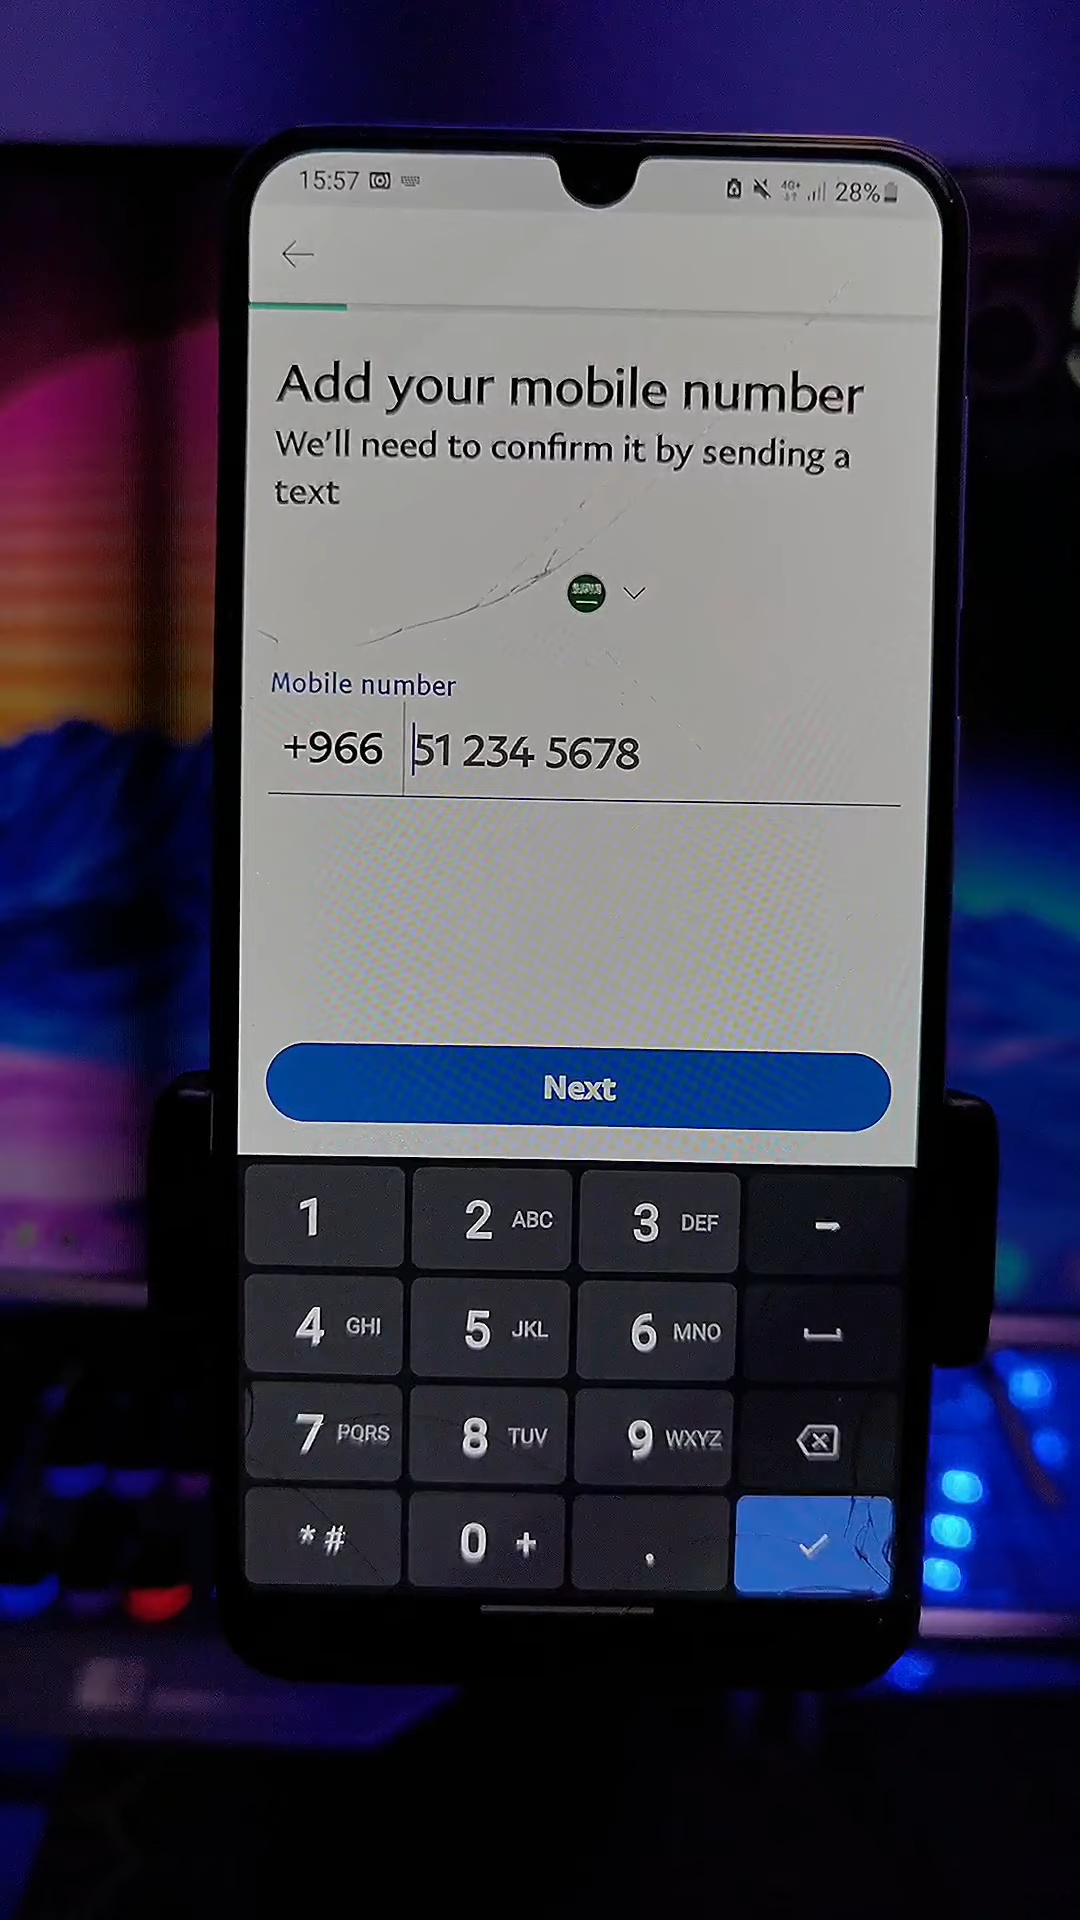 15:57 4G+ 28%
Add your mobile number
We'll need to confirm it by sending a
text
Mobile number
+966 51 234 5678
Next
1 2 ABC 3 DEF -
4 GHI 5 JKL 6 MNO
7 PQRS 8 TUV 9 WXYZ
*# 0 + .